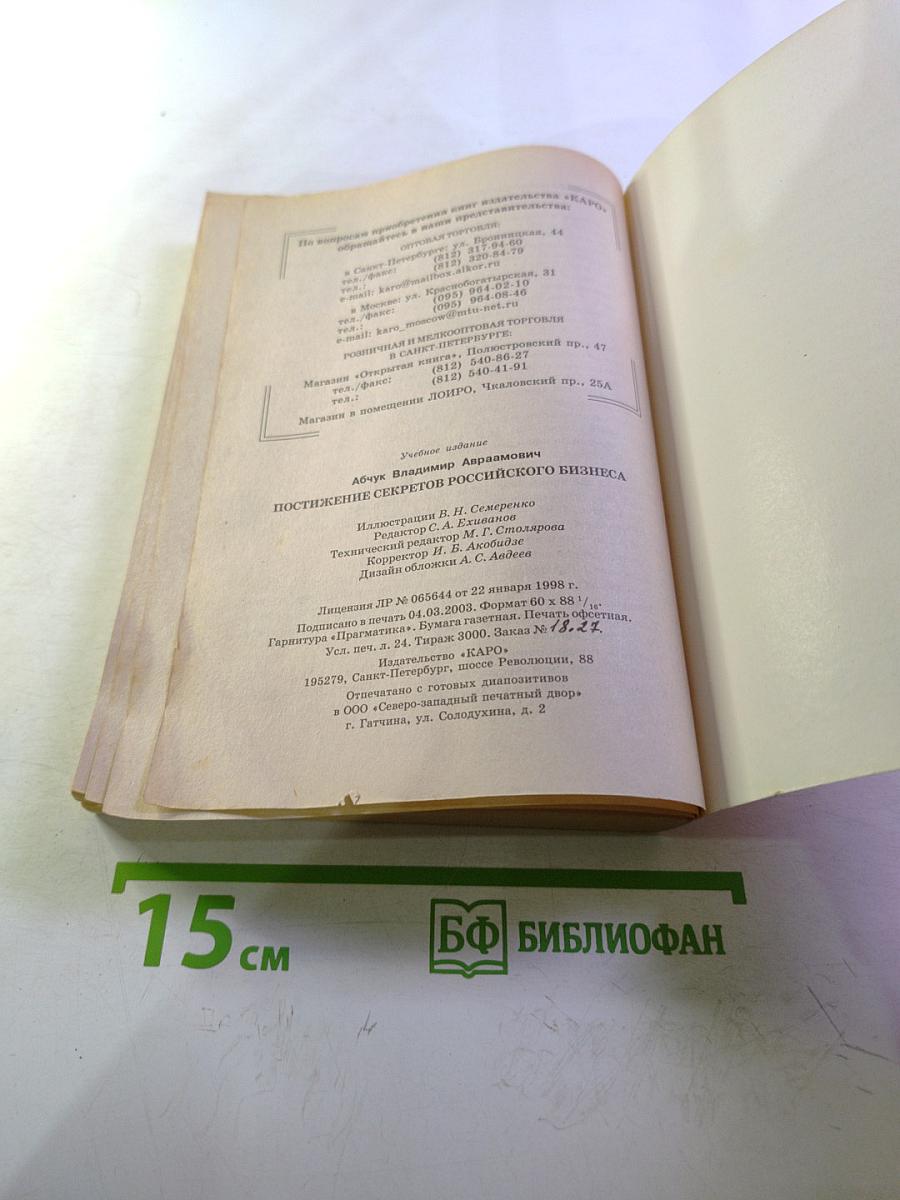 По вопросам приобретения книг издательства «КАРО»
обращайтесь в наши представительства:
ОПТОВАЯ ТОРГОВЛЯ:
в Санкт-Петербурге: ул. Бронницкая, 44
тел./факс: (812) 317-94-60
тел.: (812) 320-84-79
e-mail: karo@mailbox.alkor.ru
в Москве: ул. Краснобогатырская, 31
тел./факс: (095) 964-02-10
тел.: (095) 964-08-46
e-mail: karo_moscow@mtu-net.ru
РОЗНИЧНАЯ И МЕЛКООПТОВАЯ ТОРГОВЛЯ
В САНКТ-ПЕТЕРБУРГЕ:
Магазин «Открытая книга», Полюстровский пр., 47
тел./факс: (812) 540-86-27
тел.: (812) 540-41-91
Магазин в помещении ЛОИРО, Чкаловский пр., 25А
Учебное издание
Абчук Владимир Авраамович
ПОСТИЖЕНИЕ СЕКРЕТОВ РОССИЙСКОГО БИЗНЕСА
Иллюстрации В. Н. Семеренко
Редактор С. А. Ехиванов
Технический редактор М. Г. Столярова
Корректор И. Б. Акобидзе
Дизайн обложки А. С. Авдеев
Лицензия ЛР № 065644 от 22 января 1998 г.
Подписано в печать 04.03.2003. Формат 60 х 88 1/16.
Гарнитура «Прагматика». Бумага газетная. Печать офсетная.
Усл. печ. л. 24. Тираж 3000. Заказ № 18.27.
Издательство «КАРО»
195279, Санкт-Петербург, шоссе Революции, 88
Отпечатано с готовых диапозитивов
в ООО «Северо-западный печатный двор»
г. Гатчина, ул. Солодухина, д. 2
15 см
БФ БИБЛИОФАН